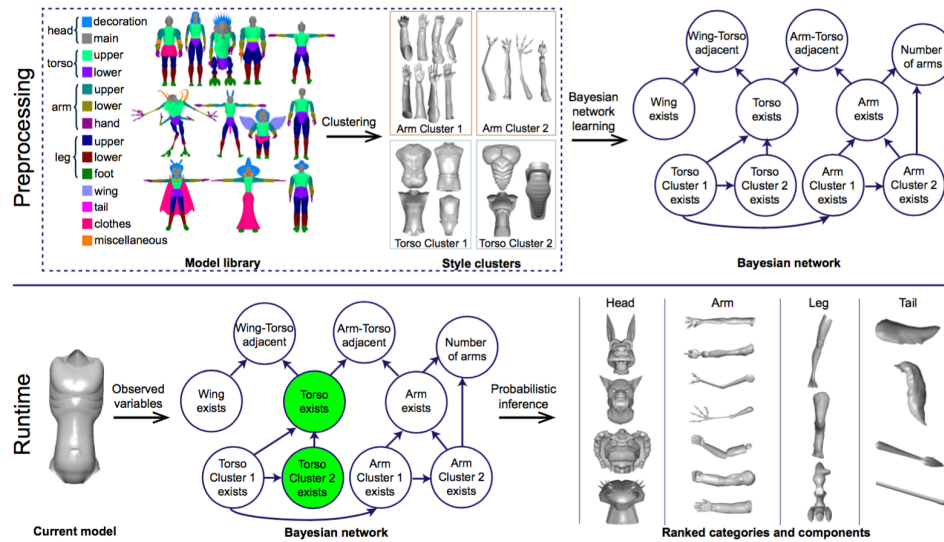 Preprocessing
head
torso
arm
leg
decoration
main
upper
lower
upper
lower
hand
upper
lower
foot
wing
tail
clothes
miscellaneous
Model library
Clustering
Arm Cluster 1
Arm Cluster 2
Torso Cluster 1
Torso Cluster 2
Style clusters
Bayesian
network
learning
Wing-Torso
adjacent
Arm-Torso
adjacent
Number
of arms
Wing
exists
Torso
exists
Arm
exists
Torso
Cluster 1
exists
Torso
Cluster 2
exists
Arm
Cluster 1
exists
Arm
Cluster 2
exists
Bayesian network
Runtime
Current model
Observed
variables
Wing-Torso
adjacent
Arm-Torso
adjacent
Number
of arms
Wing
exists
Torso
exists
Arm
exists
Torso
Cluster 1
exists
Torso
Cluster 2
exists
Arm
Cluster 1
exists
Arm
Cluster 2
exists
Bayesian network
Probabilistic
inference
Head
Arm
Leg
Tail
Ranked categories and components